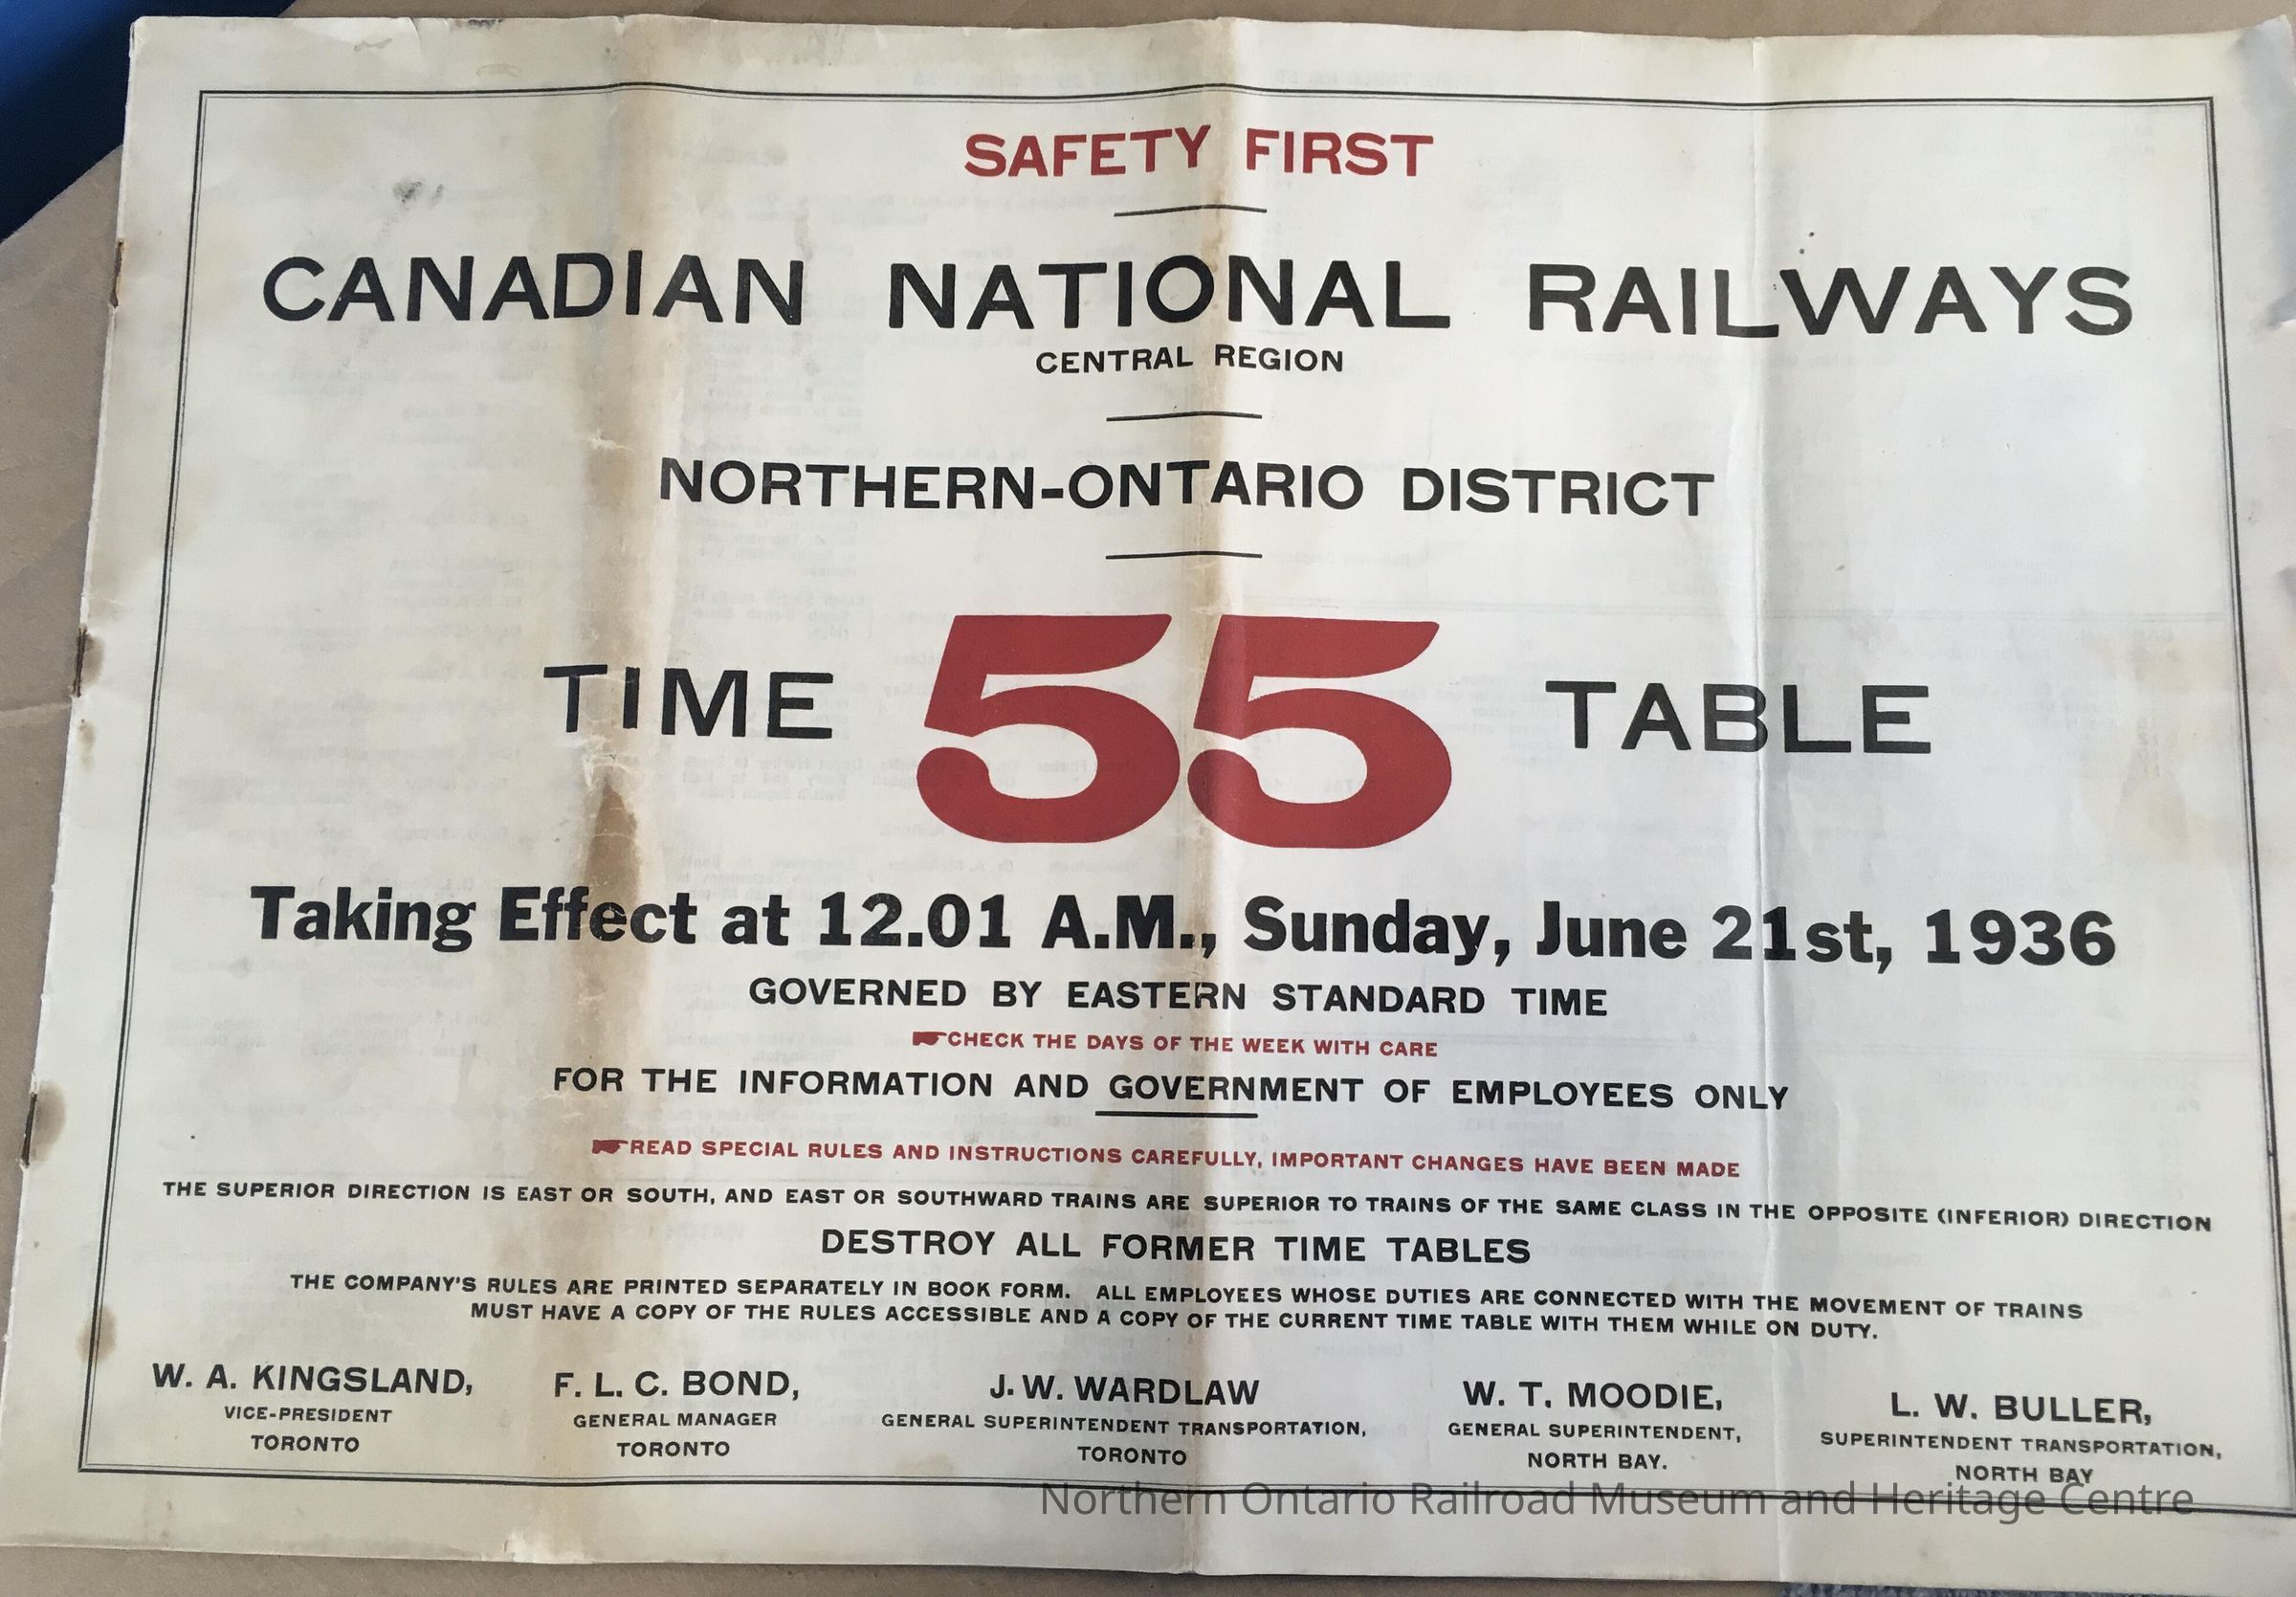 SAFETY FIRST
CANADIAN NATIONAL RAILWAYS
CENTRAL REGION
NORTHERN-ONTARIO DISTRICT
TIME 55 TABLE
Taking Effect at 12.01 A.M., Sunday, June 21st, 1936
GOVERNED BY EASTERN STANDARD TIME
☛CHECK THE DAYS OF THE WEEK WITH CARE
FOR THE INFORMATION AND GOVERNMENT OF EMPLOYEES ONLY
☛READ SPECIAL RULES AND INSTRUCTIONS CAREFULLY, IMPORTANT CHANGES HAVE BEEN MADE
THE SUPERIOR DIRECTION IS EAST OR SOUTH, AND EAST OR SOUTHWARD TRAINS ARE SUPERIOR TO TRAINS OF THE SAME CLASS IN THE OPPOSITE (INFERIOR) DIRECTION
DESTROY ALL FORMER TIME TABLES
THE COMPANY'S RULES ARE PRINTED SEPARATELY IN BOOK FORM. ALL EMPLOYEES WHOSE DUTIES ARE CONNECTED WITH THE MOVEMENT OF TRAINS
MUST HAVE A COPY OF THE RULES ACCESSIBLE AND A COPY OF THE CURRENT TIME TABLE WITH THEM WHILE ON DUTY.
W. A. KINGSLAND,
VICE-PRESIDENT
TORONTO
F. L. C. BOND,
GENERAL MANAGER
TORONTO
J. W. WARDLAW
GENERAL SUPERINTENDENT TRANSPORTATION,
TORONTO
W. T. MOODIE,
GENERAL SUPERINTENDENT,
NORTH BAY.
L. W. BULLER,
SUPERINTENDENT TRANSPORTATION,
NORTH BAY
Northern Ontario Railroad Museum and Heritage Centre